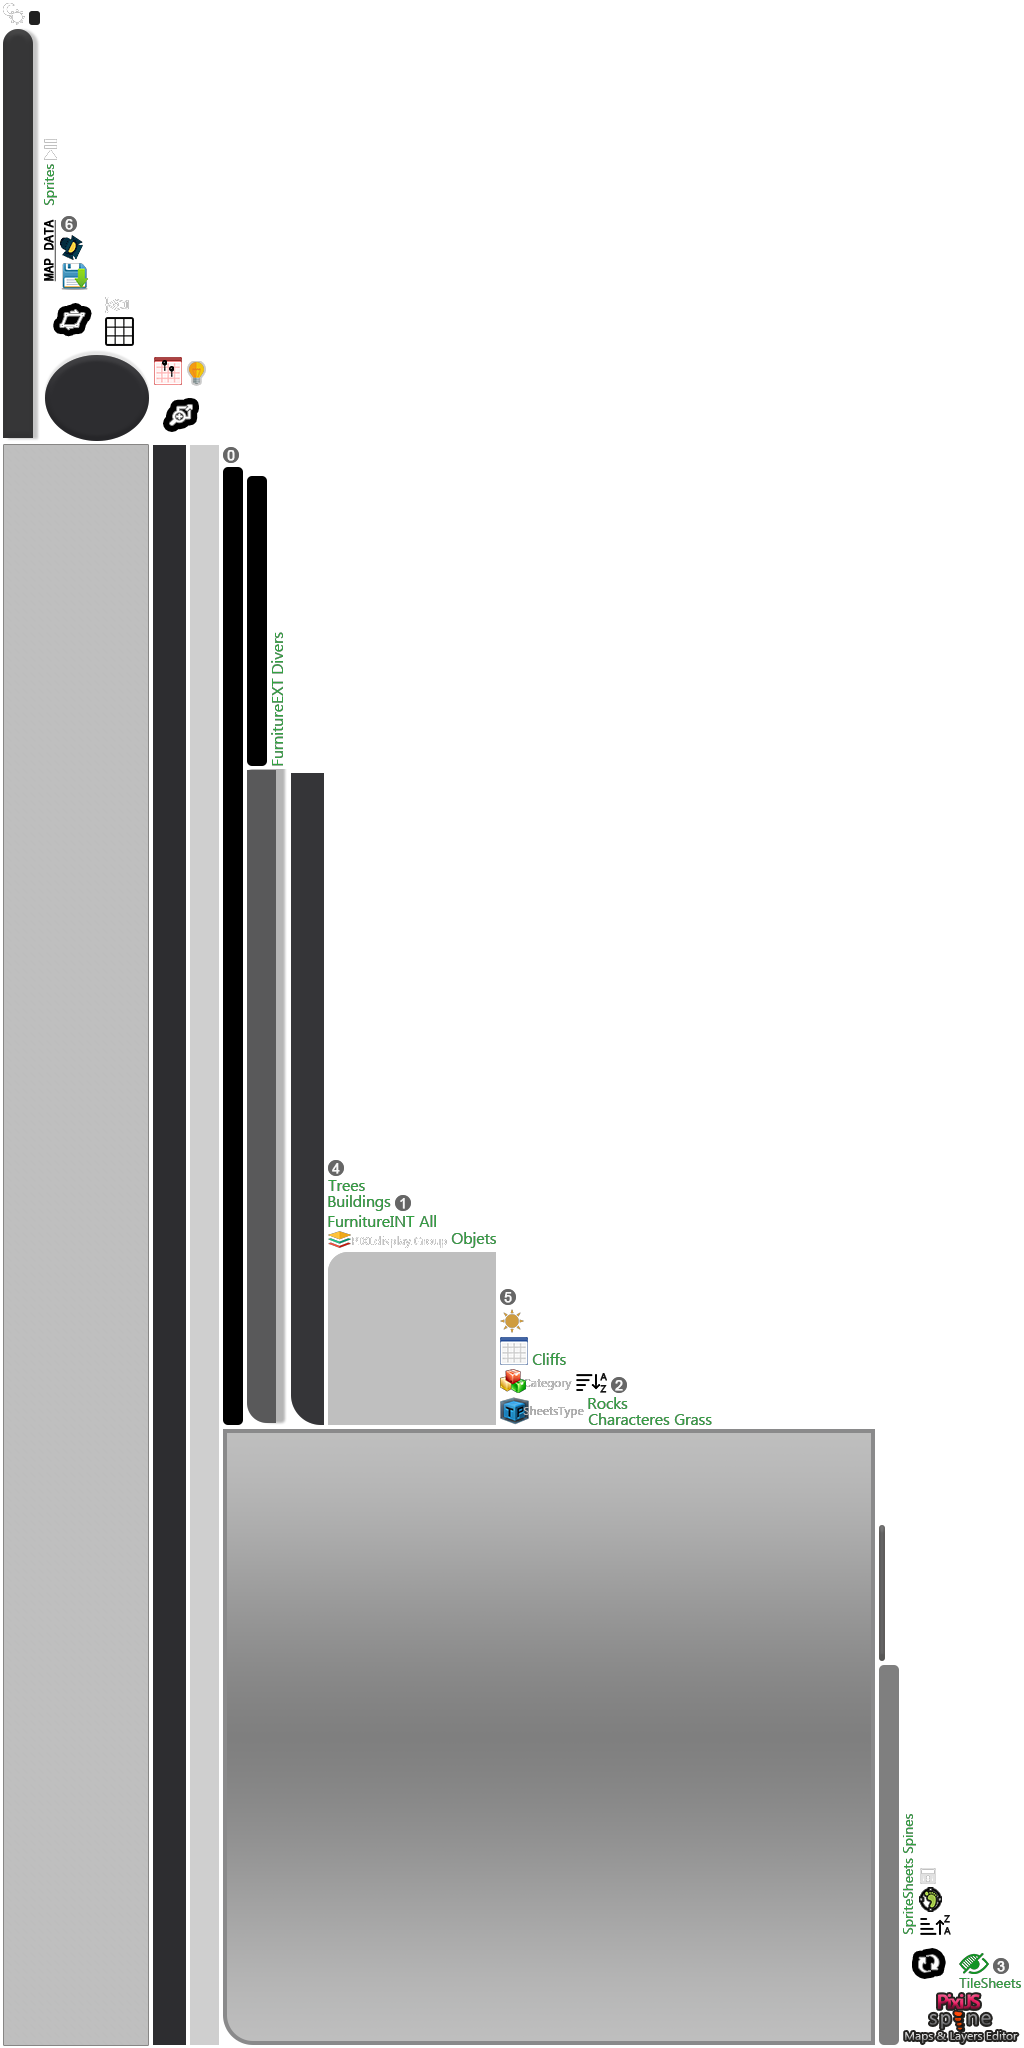 Sprites
MAP DATA
6
0
FurnitureEXT Divers
4
Trees
Buildings 1
FurnitureINT All
PIXI.display.Group Objets
5
Cliffs
Category A Z 2
TP SheetsType Rocks
Characteres Grass
SpriteSheets Spines
Z A
3
TileSheets
PixiJS
spine
Maps & Layers Editor